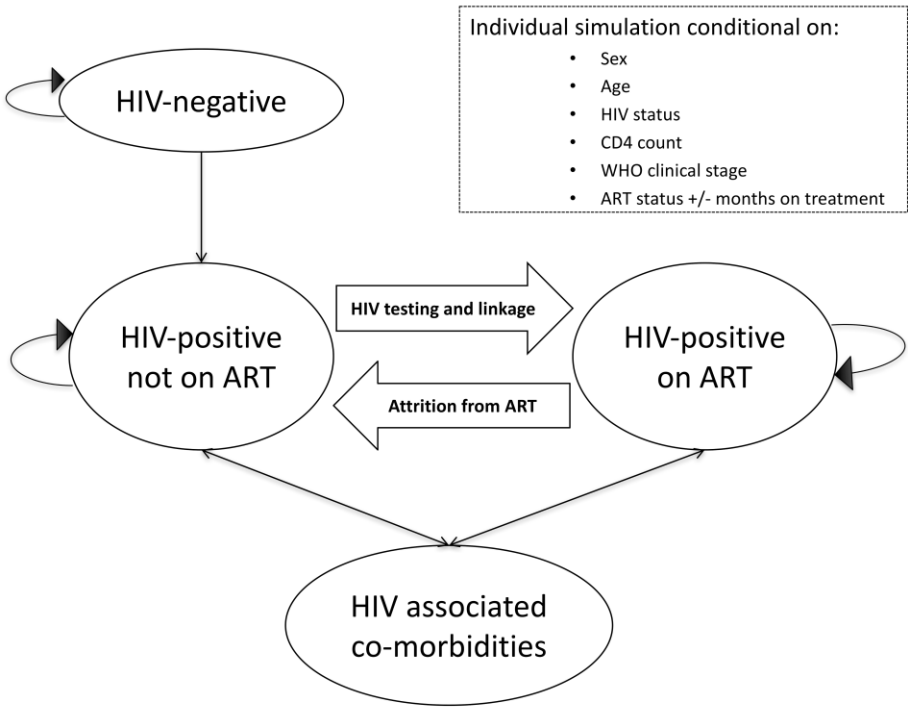 Individual simulation conditional on:
• Sex
• Age
• HIV status
• CD4 count
• WHO clinical stage
• ART status +/- months on treatment
HIV-negative
HIV-positive
not on ART
HIV testing and linkage
Attrition from ART
HIV-positive
on ART
HIV associated
co-morbidities